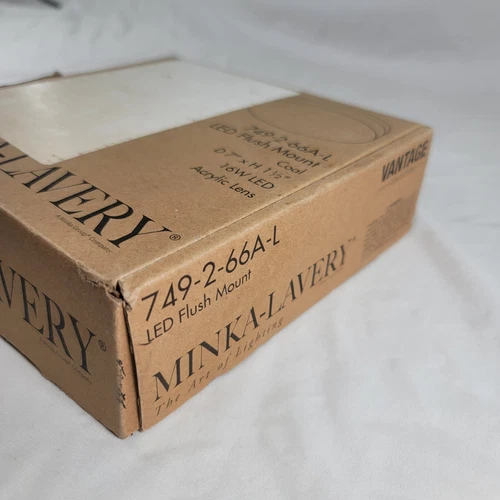 749-2-66A-L
LED Flush Mount
Coal
D 7" x H 1½"
16W LED
Acrylic Lens
-LAVERY®
VANTAGE
749-2-66A-L
LED Flush Mount
MINKA-LAVERY®
The Art of Lighting
VERY®